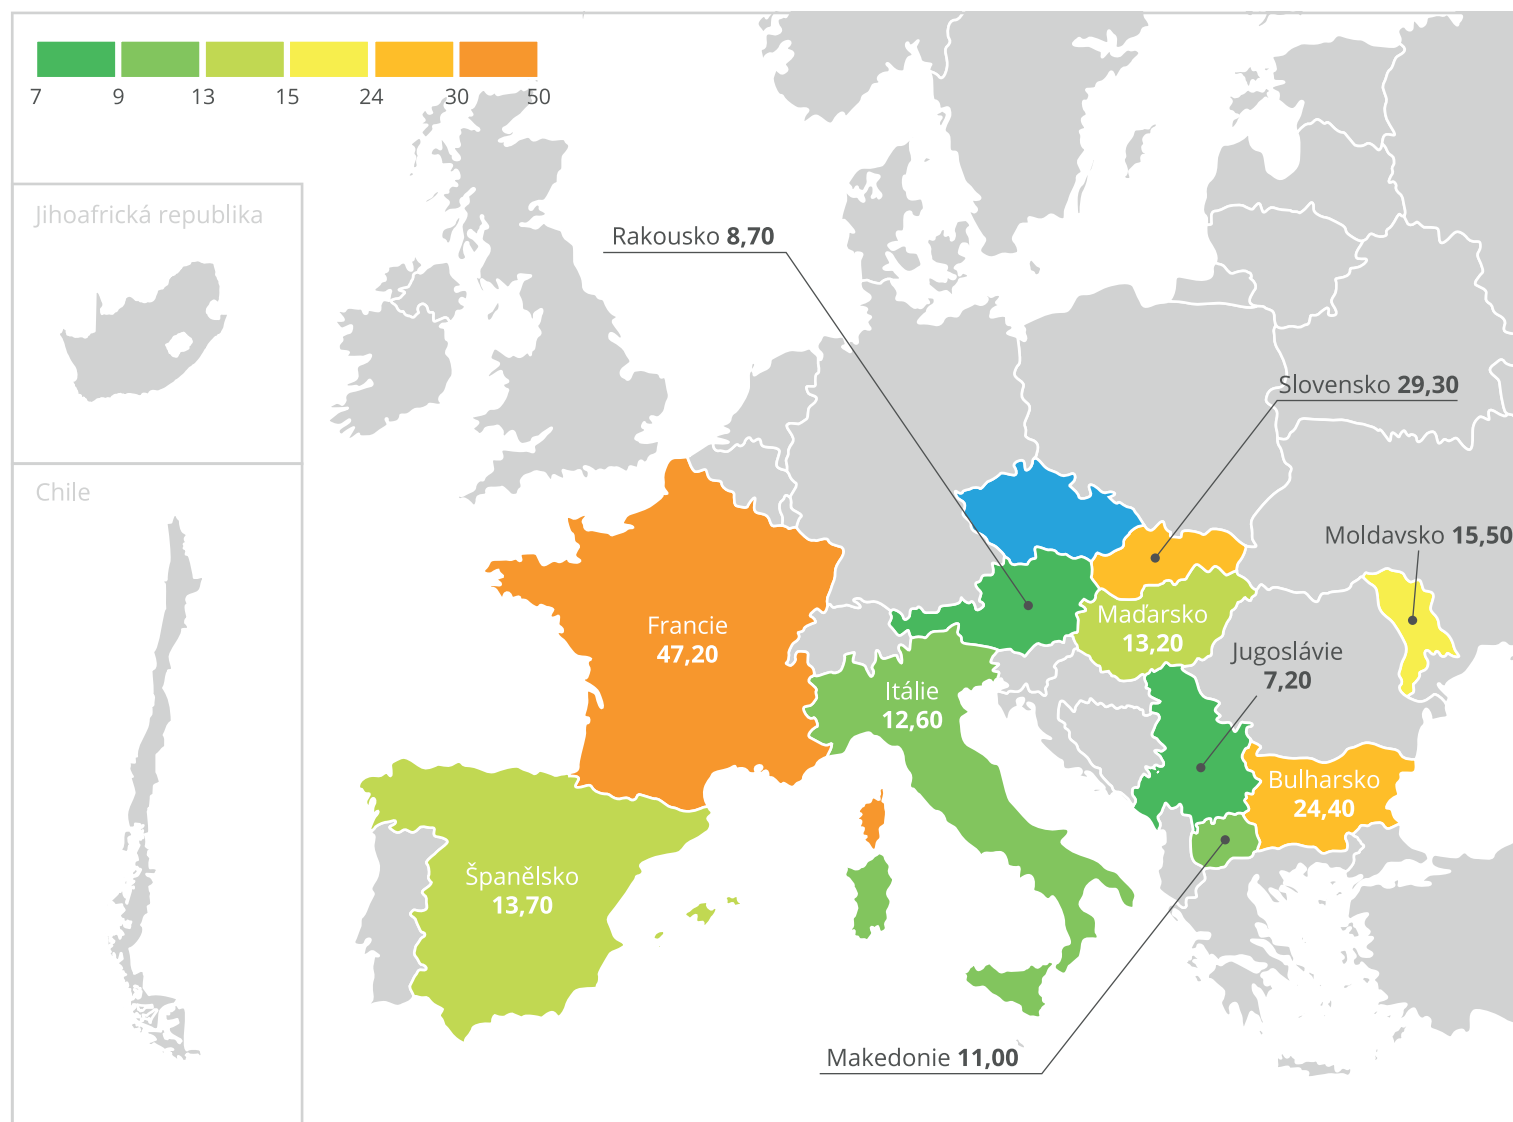 7 9 13 15 24 30 50
Jihoafrická republika
Rakousko 8,70
Slovensko 29,30
Chile
Moldavsko 15,50
Francie
47,20
Maďarsko
13,20
Jugoslávie
7,20
Itálie
12,60
Bulharsko
24,40
Španělsko
13,70
Makedonie 11,00